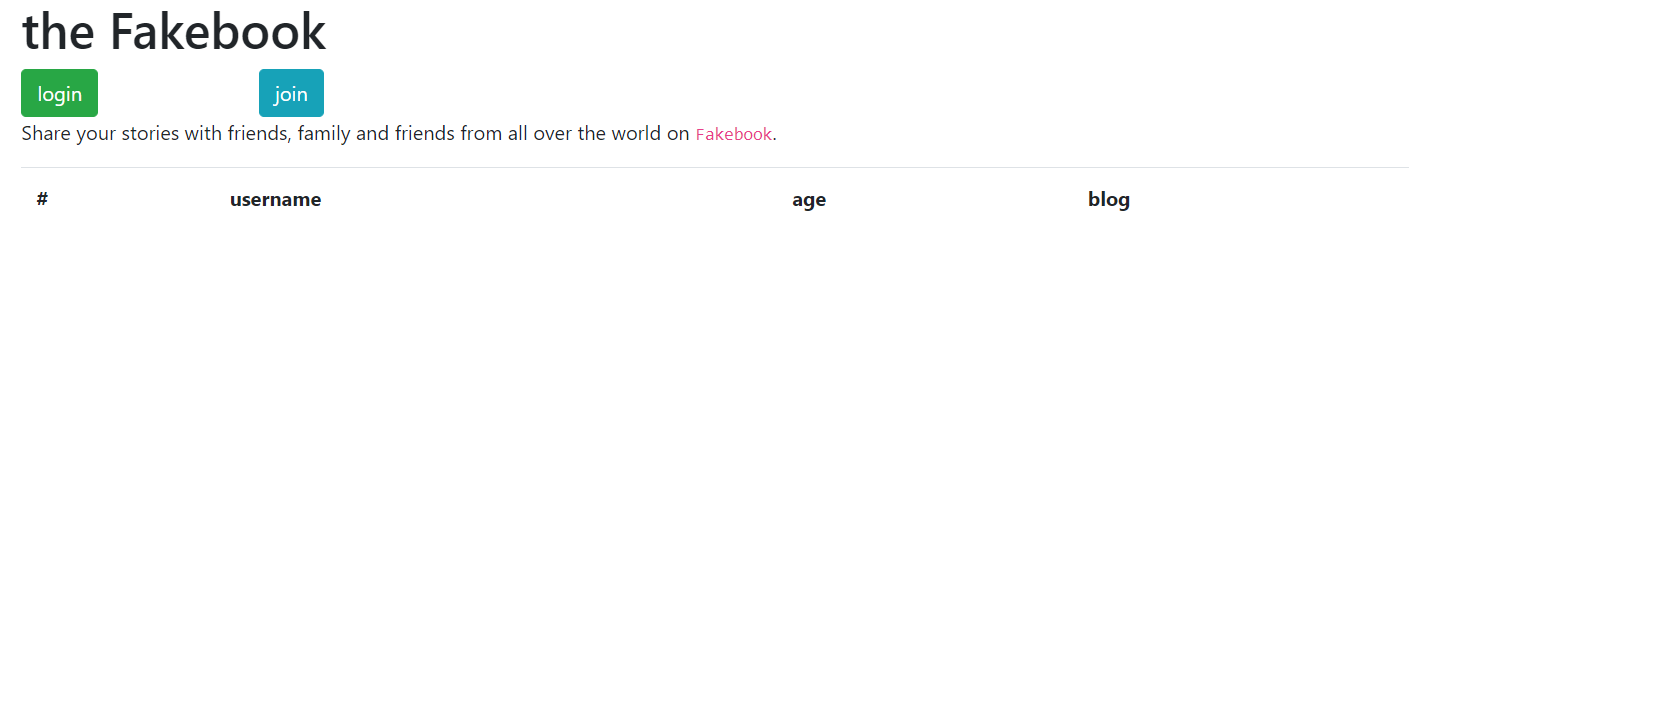 the Fakebook
login join
Share your stories with friends, family and friends from all over the world on Fakebook.
# username age blog